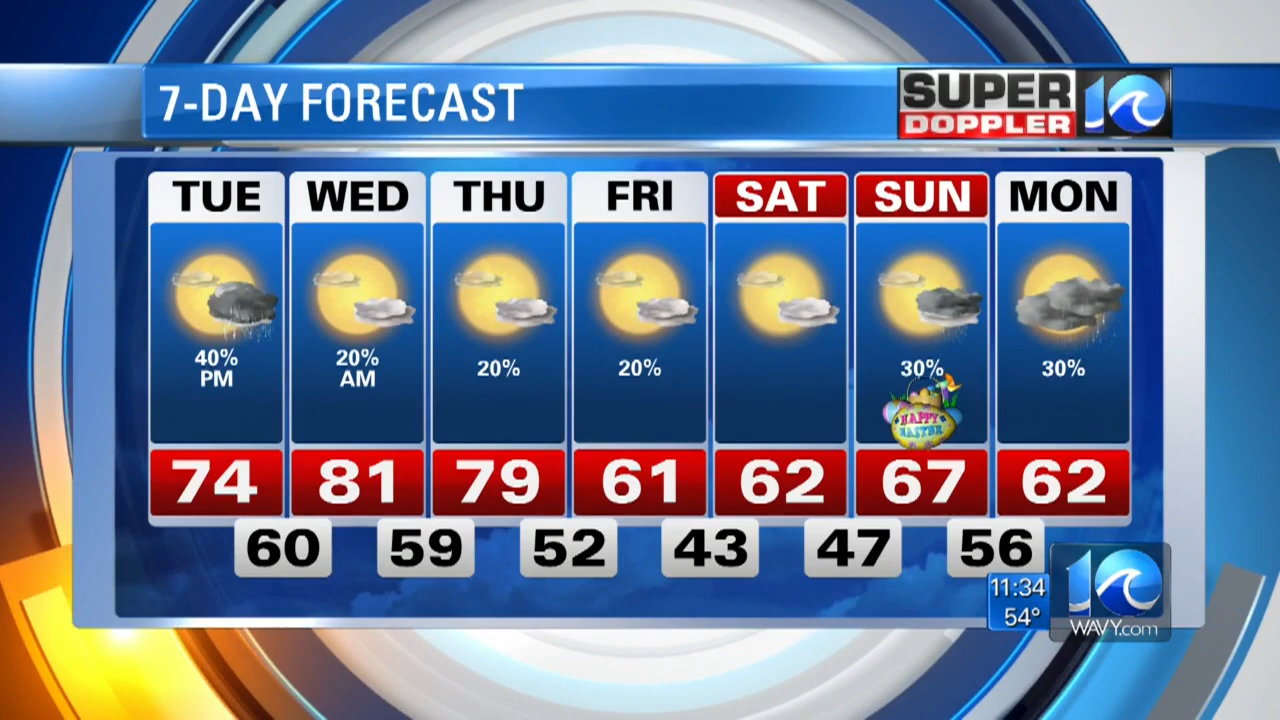 7-DAY FORECAST
SUPER
DOPPLER
10
TUE WED THU FRI SAT SUN MON
40% PM
20% AM
20%
20%
30%
30%
HAPPY
EASTER
74 81 79 61 62 67 62
60 59 52 43 47 56
11:34
54°
10
WAVY.com